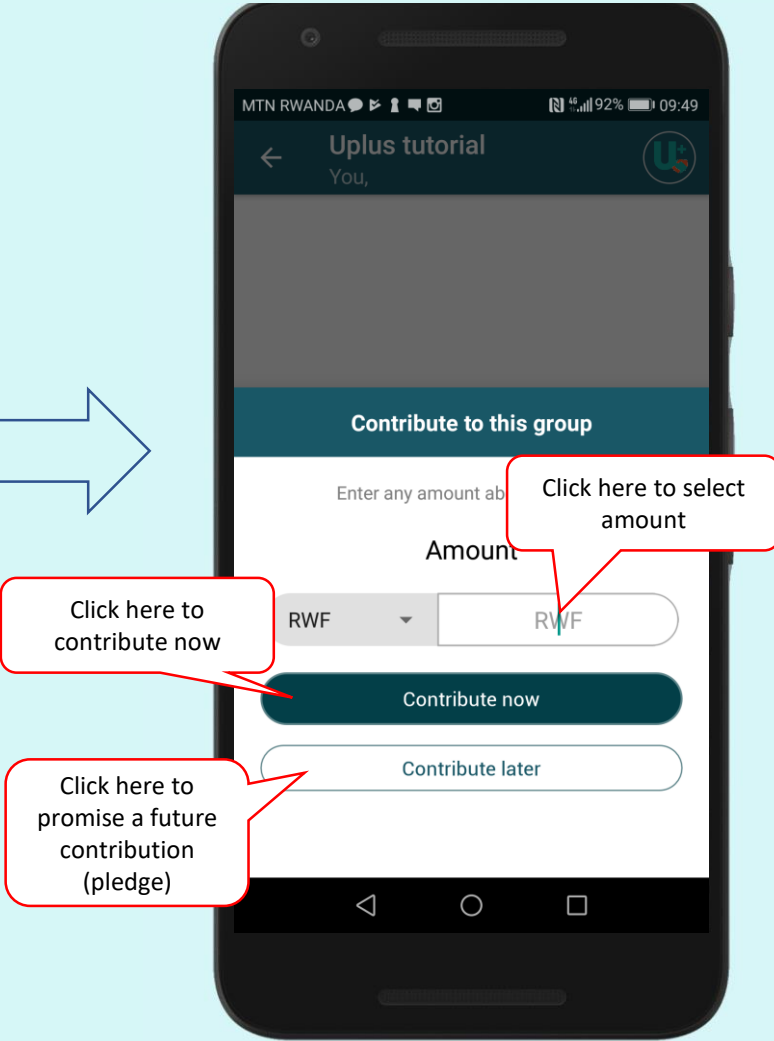 MTN RWANDA 92% 09:49
Uplus tutorial
You,
U+
Contribute to this group
Enter any amount ab
Click here to select
amount
Amount
Click here to
contribute now
RWF
RWF
Contribute now
Contribute later
Click here to
promise a future
contribution
(pledge)